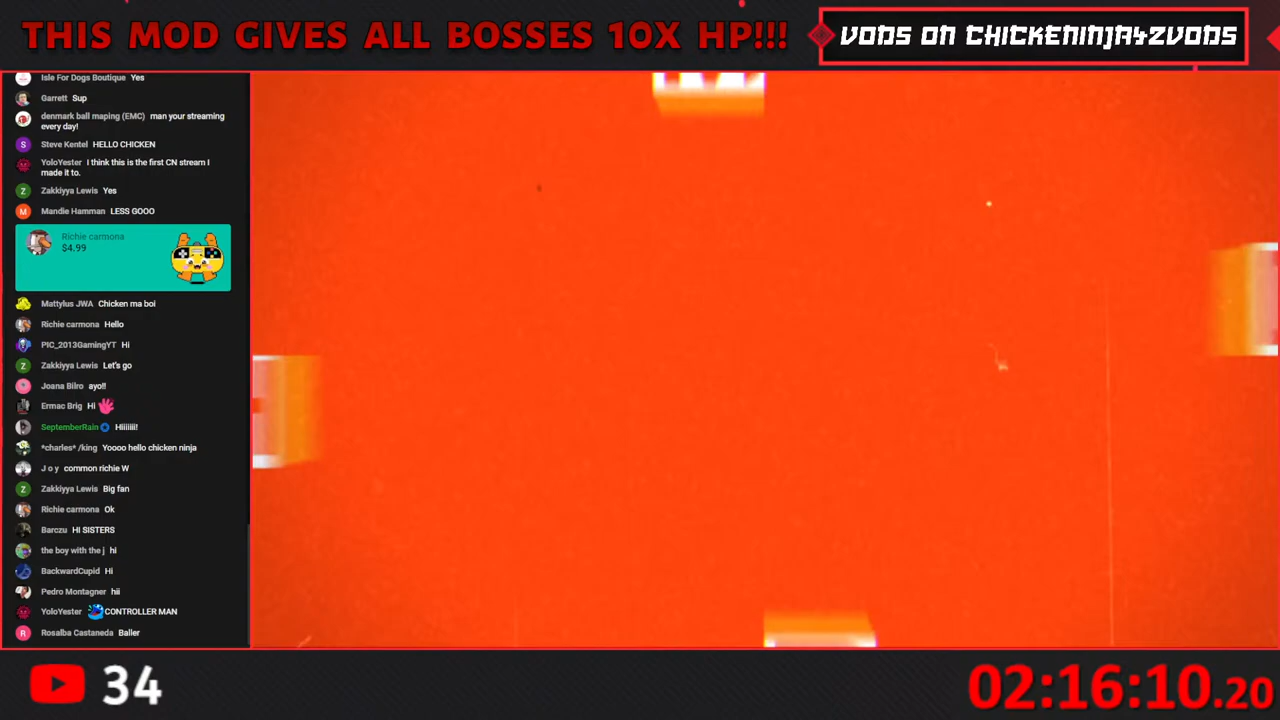 THIS MOD GIVES ALL BOSSES 10X HP!!!
VODS ON CHICKENINJA42VODS
Isle For Dogs Boutique Yes
Garrett Sup
denmark ball maping (EMC) man your streaming
every day!
Steve Kentel HELLO CHICKEN
YoloYester I think this is the first CN stream I
made it to.
Zakkiyya Lewis Yes
Mandie Hamman LESS GOOO
Richie carmona
$4.99
Mattylus JWA Chicken ma boi
Richie carmona Hello
PIC_2013GamingYT Hi
Zakkiyya Lewis Let's go
Joana Bilro ayo!!
Ermac Brig Hi
SeptemberRain Hiiiiiii!
*charles* /king Yoooo hello chicken ninja
J o y common richie W
Zakkiyya Lewis Big fan
Richie carmona Ok
Barczu HI SISTERS
the boy with the j hi
BackwardCupid Hi
Pedro Montagner hii
YoloYester CONTROLLER MAN
Rosalba Castaneda Baller
34
02:16:10.20